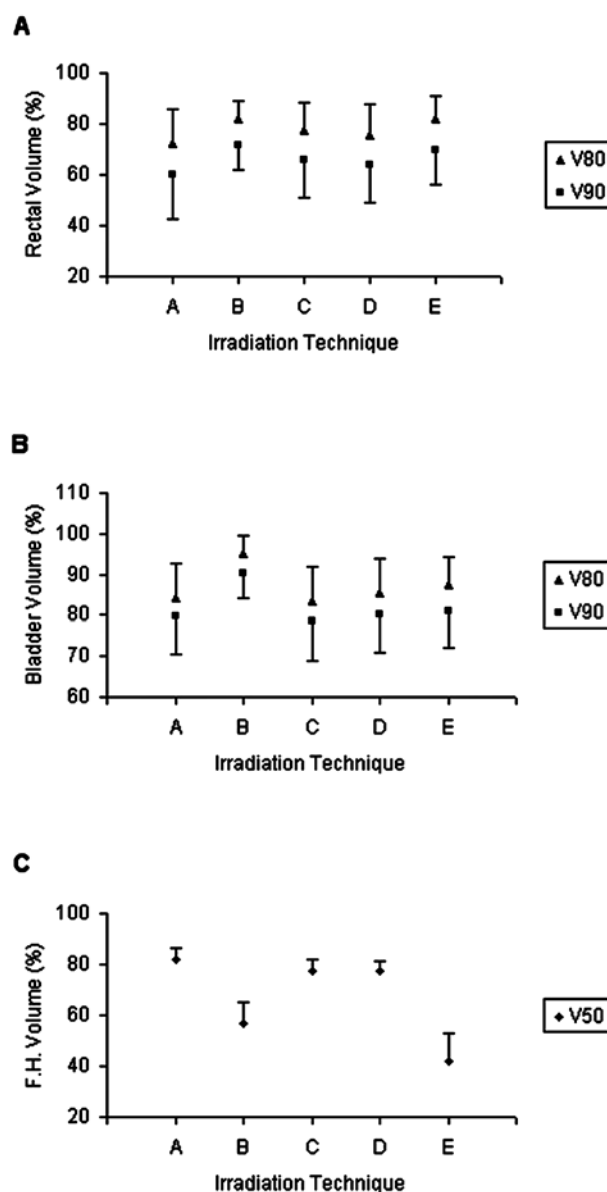 A
Rectal Volume (%)
100
80
60
40
20
A B C D E
Irradiation Technique
V80
V90
B
Bladder Volume (%)
110
100
90
80
70
60
A B C D E
Irradiation Technique
V80
V90
C
F.H. Volume (%)
100
80
60
40
20
A B C D E
Irradiation Technique
V50